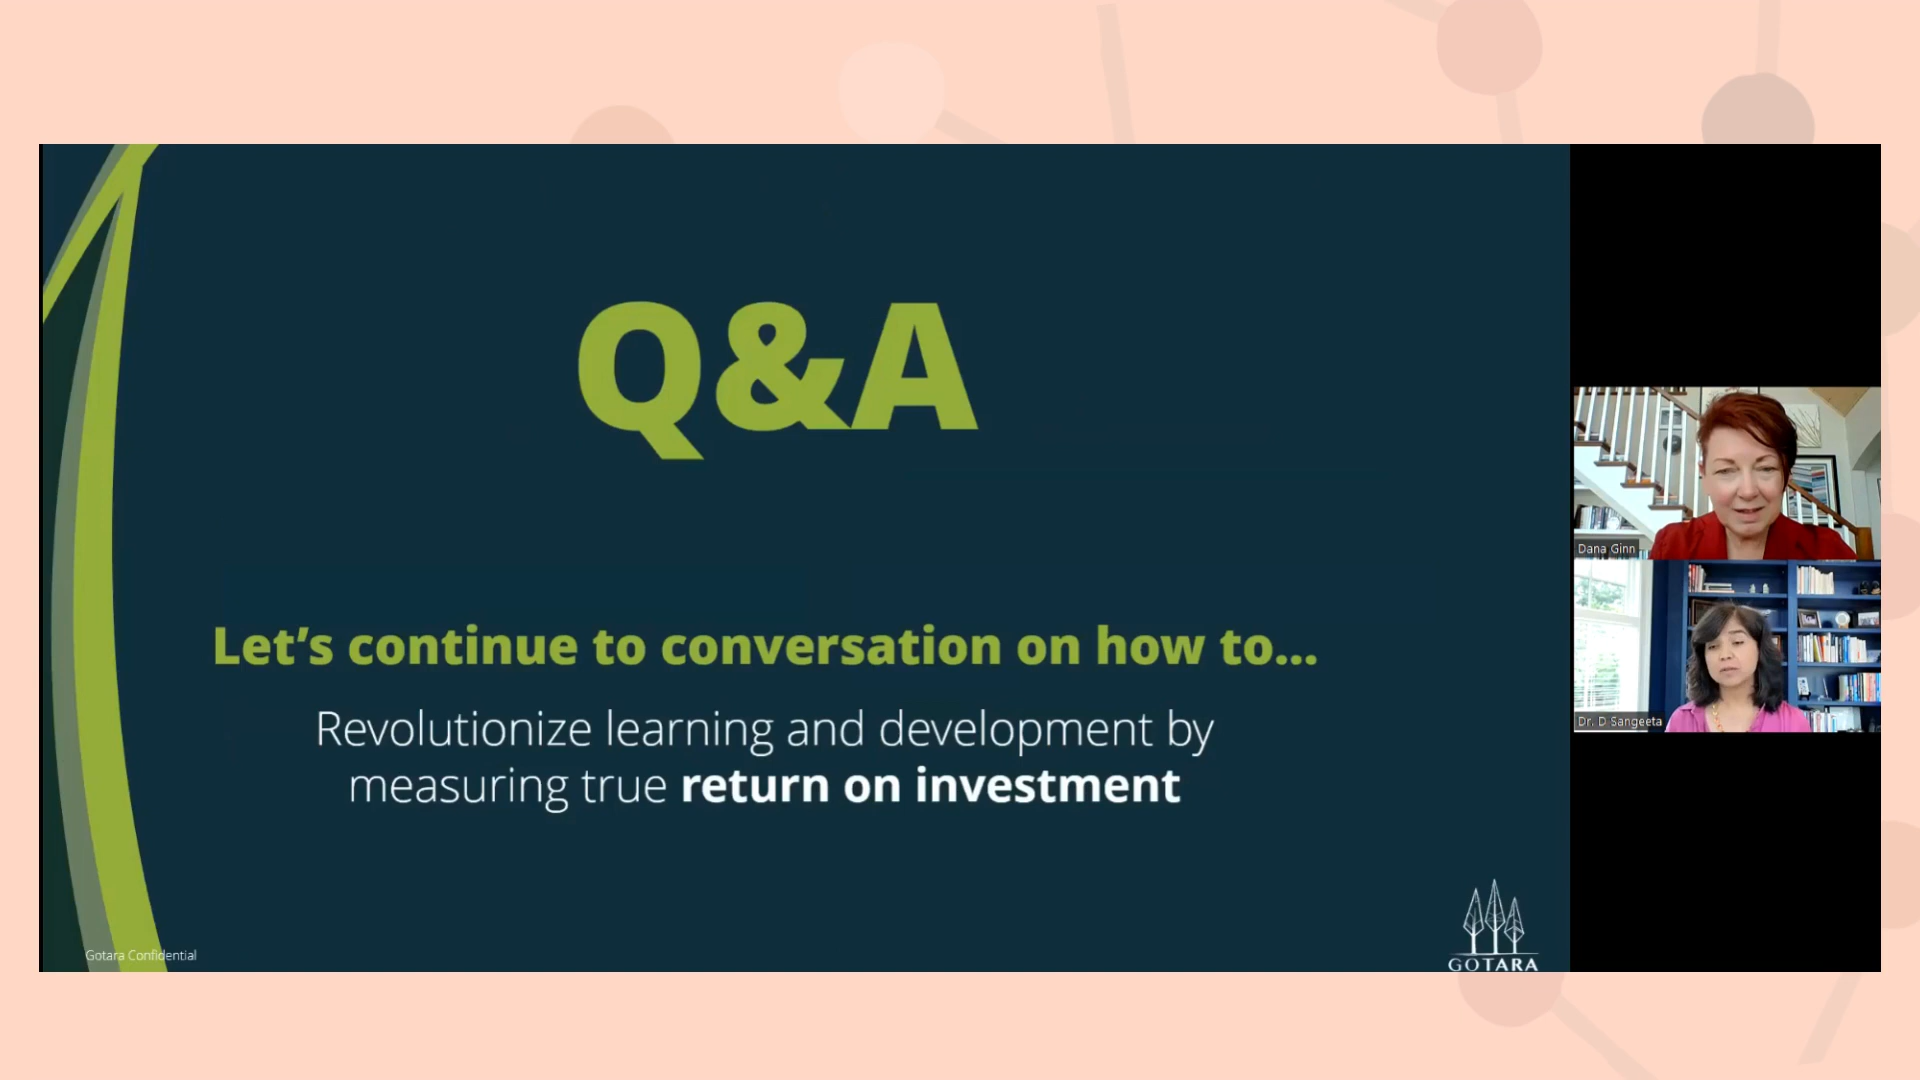 Q&A
Let’s continue to conversation on how to...
Revolutionize learning and development by
measuring true return on investment
Gotara Confidential
GOTARA
Dana Ginn
Dr. D Sangeeta